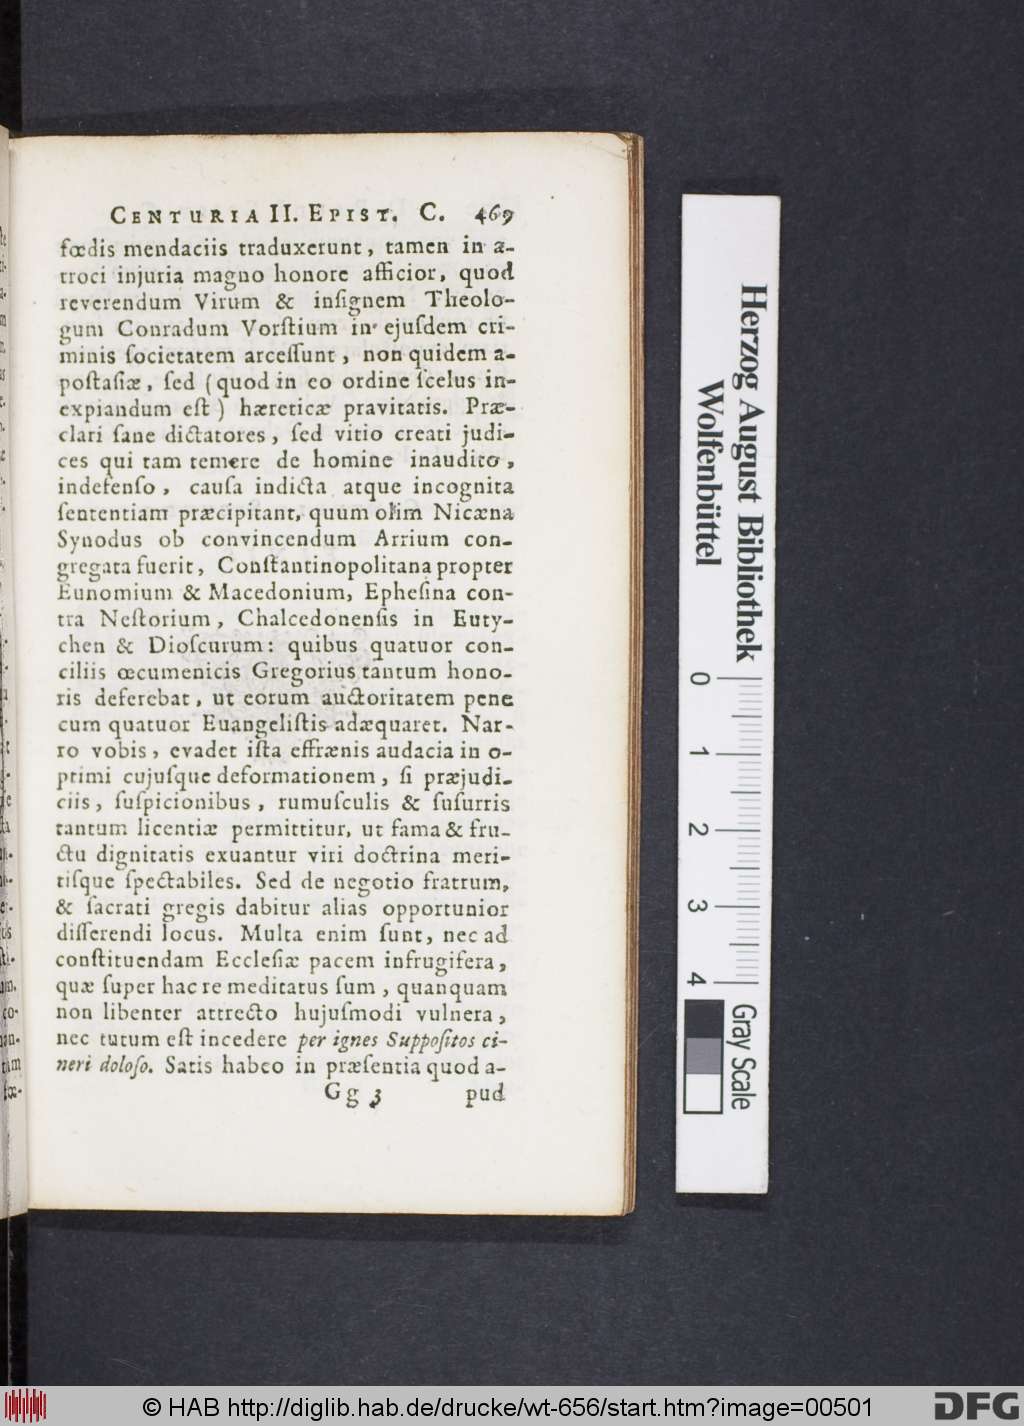 CENTURIA II. EPIST. C. 469
fœdis mendaciis traduxerunt, tamen in a-
troci injuria magno honore afficior, quod
reverendum Virum & inſignem Theolo-
gum Conradum Vorſtium in ejuſdem cri-
minis ſocietatem arceſſunt, non quidem a-
poſtaſiæ, ſed (quod in eo ordine ſcelus in-
expiandum eſt) hæreticæ pravitatis. Præ-
clari ſane dictatores, ſed vitio creati judi-
ces qui tam temere de homine inaudito,
indefenſo, cauſa indicta atque incognita
ſententiam præcipitant, quum olim Nicæna
Synodus ob convincendum Arrium con-
gregata fuerit, Conſtantinopolitana propter
Eunomium & Macedonium, Epheſina con-
tra Neſtorium, Chalcedonenſis in Euty-
chen & Dioſcurum: quibus quatuor con-
ciliis œcumenicis Gregorius tantum hono-
ris deferebat, ut eorum auctoritatem pene
cum quatuor Euangeliſtis adæquaret. Nar-
ro vobis, evadet iſta effrænis audacia in o-
ptimi cujuſque deformationem, ſi præjudi-
ciis, ſuſpicionibus, rumuſculis & ſuſurris
tantum licentiæ permittitur, ut fama & fru-
ctu dignitatis exuantur viri doctrina meri-
tiſque ſpectabiles. Sed de negotio fratrum,
& ſacrati gregis dabitur alias opportunior
diſſerendi locus. Multa enim ſunt, nec ad
conſtituendam Eccleſiæ pacem infrugifera,
quæ ſuper hac re meditatus ſum, quanquam
non libenter attrecto hujuſmodi vulnera,
nec tutum eſt incedere per ignes Suppoſitos ci-
neri doloſo. Satis habeo in præſentia quod a-
Gg 3 pud
Herzog August Bibliothek
Wolfenbüttel
0 1 2 3 4
Gray Scale
© HAB http://diglib.hab.de/drucke/wt-656/start.htm?image=00501
DFG